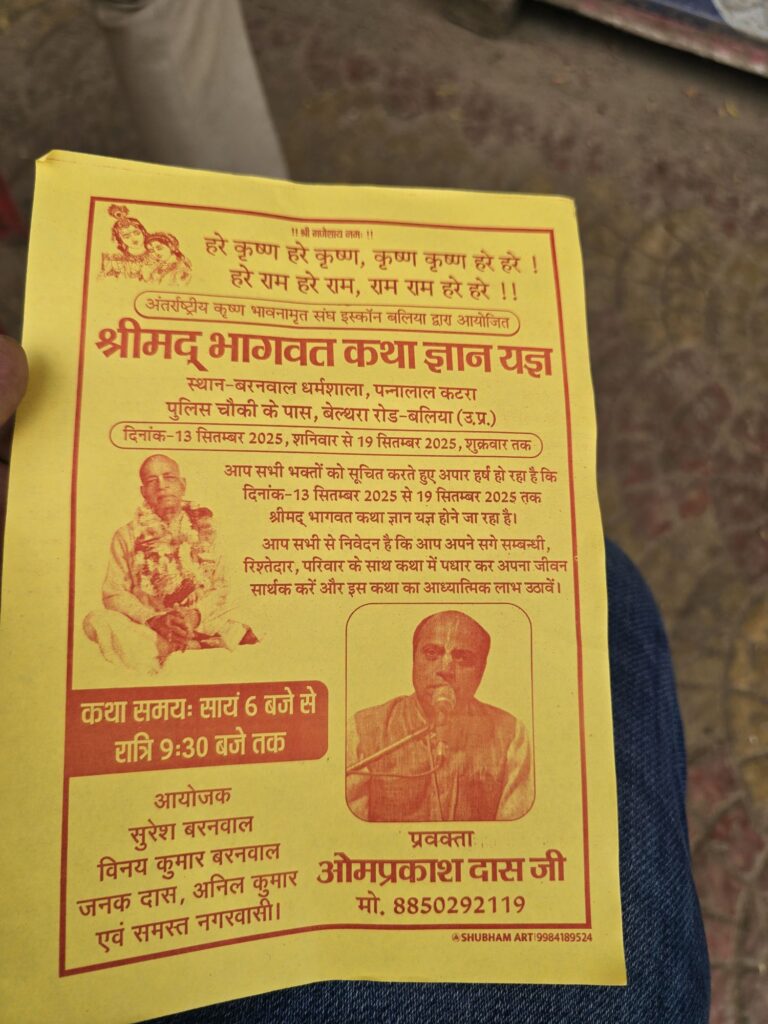 !! श्री गणेशाय नमः !!
हरे कृष्ण हरे कृष्ण, कृष्ण कृष्ण हरे हरे !
हरे राम हरे राम, राम राम हरे हरे !!
अंतर्राष्ट्रीय कृष्ण भावनामृत संघ इस्कॉन बलिया द्वारा आयोजित
श्रीमद् भागवत कथा ज्ञान यज्ञ
स्थान-बरनवाल धर्मशाला, पन्नालाल कटरा
पुलिस चौकी के पास, बेल्थरा रोड-बलिया (उ.प्र.)
दिनांक-13 सितम्बर 2025, शनिवार से 19 सितम्बर 2025, शुक्रवार तक
आप सभी भक्तों को सूचित करते हुए अपार हर्ष हो रहा है कि
दिनांक-13 सितम्बर 2025 से 19 सितम्बर 2025 तक
श्रीमद् भागवत कथा ज्ञान यज्ञ होने जा रहा है।
आप सभी से निवेदन है कि आप अपने सगे सम्बन्धी,
रिश्तेदार, परिवार के साथ कथा में पधार कर अपना जीवन
सार्थक करें और इस कथा का आध्यात्मिक लाभ उठावें।
कथा समयः सायं 6 बजे से
रात्रि 9:30 बजे तक
आयोजक
सुरेश बरनवाल
विनय कुमार बरनवाल
जनक दास, अनिल कुमार
एवं समस्त नगरवासी।
प्रवक्ता
ओमप्रकाश दास जी
मो. 8850292119
SHUBHAM ART|9984189524